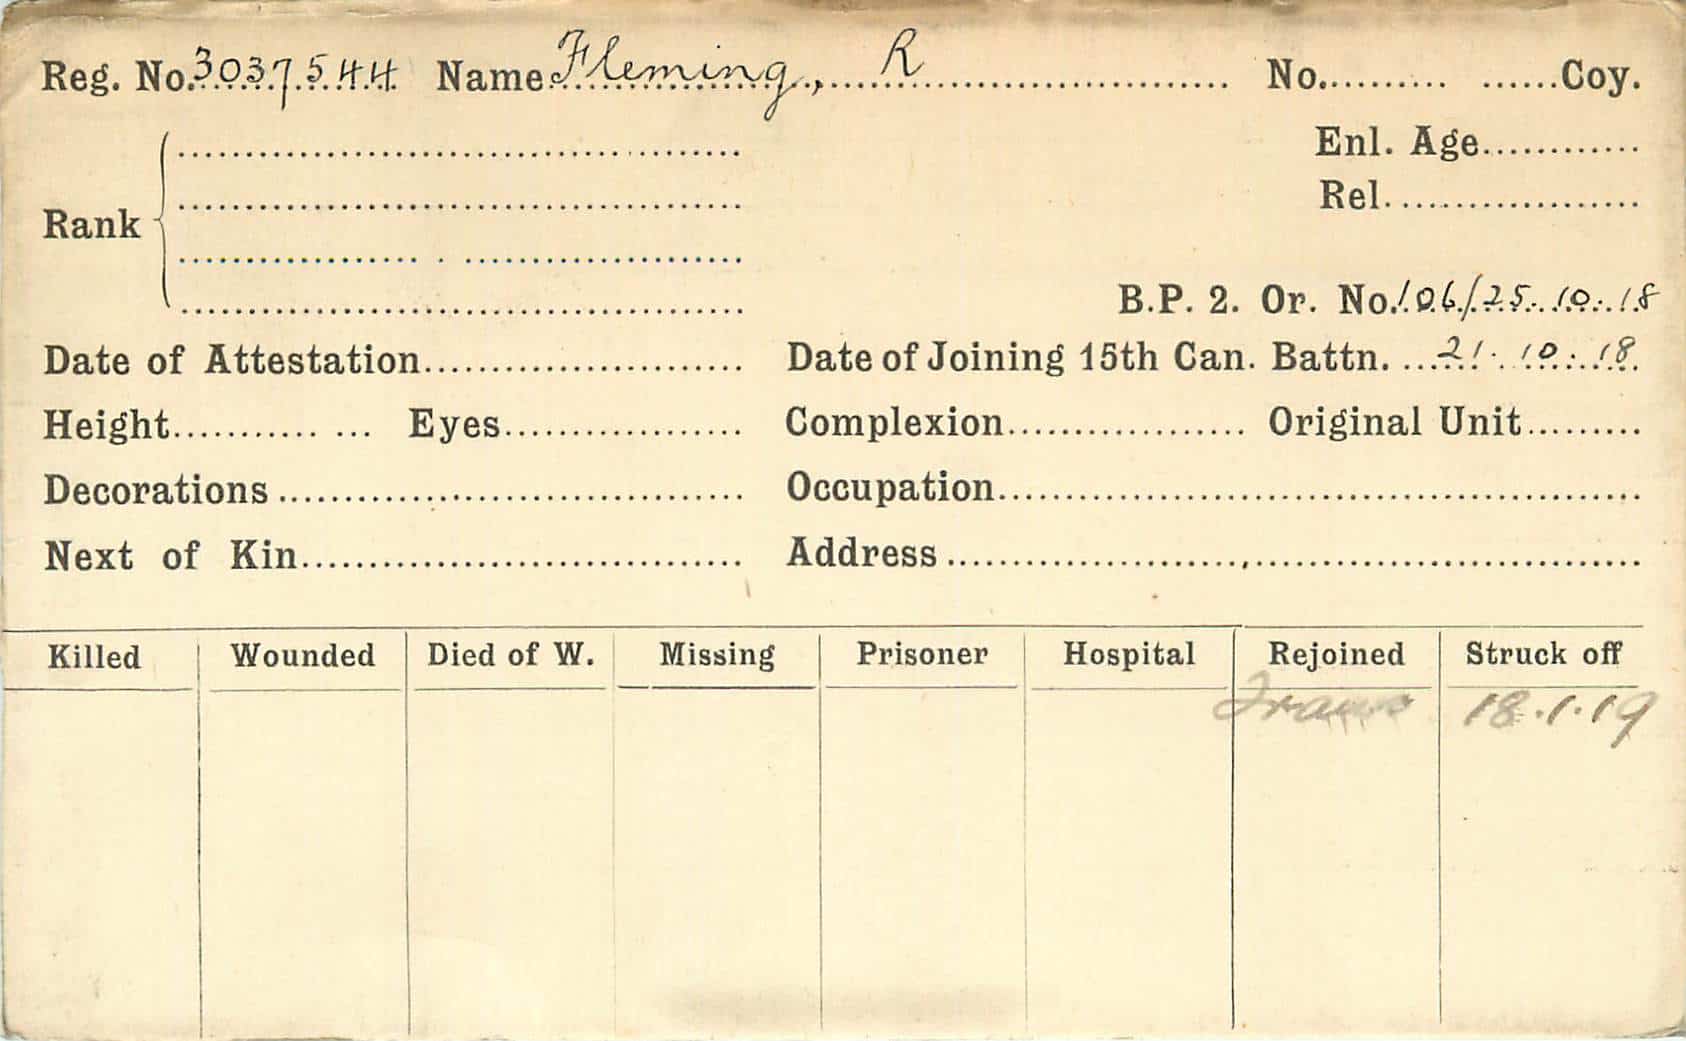 Reg. No. 3037544 Name Fleming, R No. Coy.
Enl. Age
Rel.
Rank
B.P. 2. Or. No. 106/25.10.18
Date of Attestation Date of Joining 15th Can. Battn. 21.10.18
Height Eyes Complexion Original Unit
Decorations Occupation
Next of Kin Address
Killed Wounded Died of W. Missing Prisoner Hospital Rejoined Struck off
Trans 18.1.19